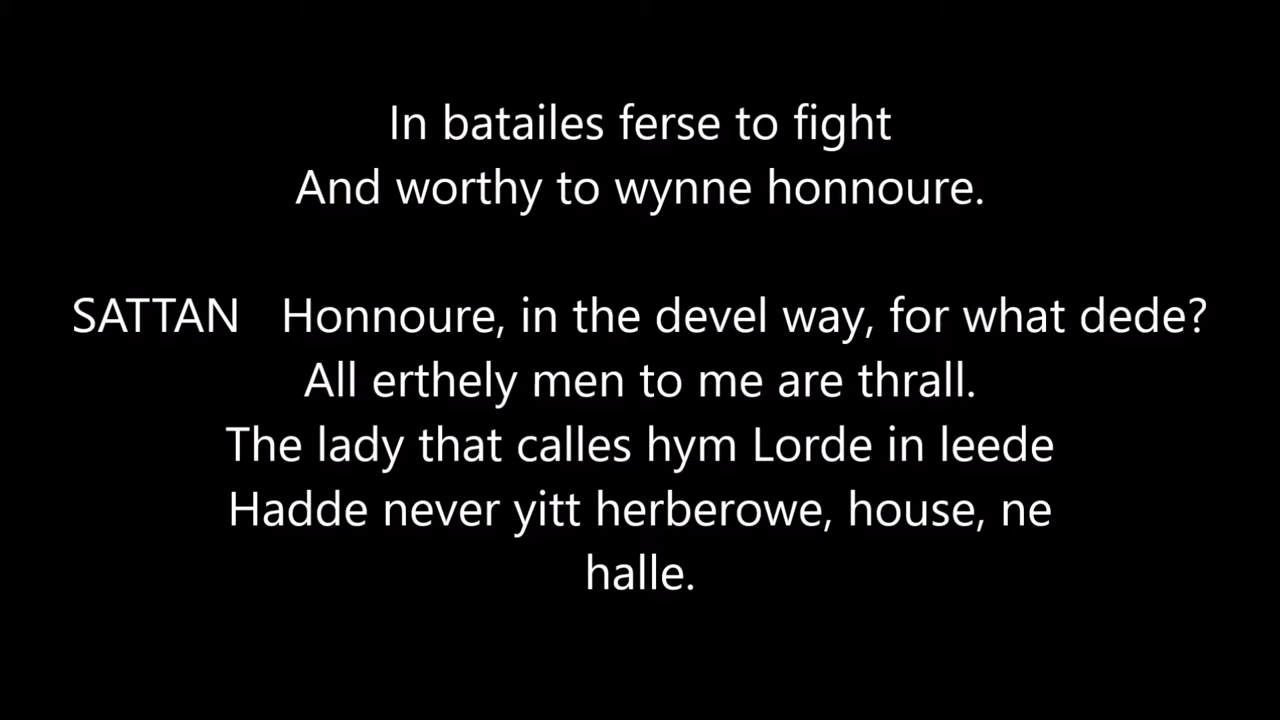 In batailes ferse to fight
And worthy to wynne honnoure.
SATTAN Honnoure, in the devel way, for what dede?
All erthely men to me are thrall.
The lady that calles hym Lorde in leede
Hadde never yitt herberowe, house, ne
halle.